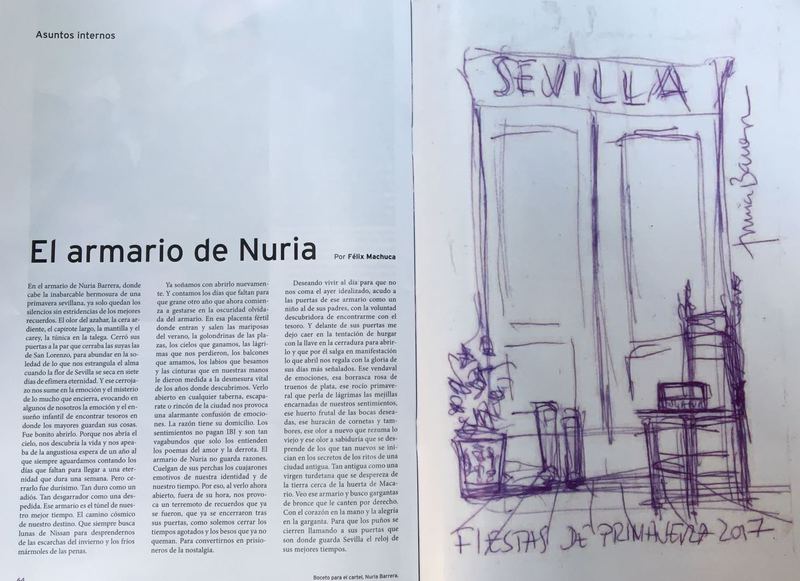 Asuntos internos
El armario de Nuria
Por Félix Machuca
En el armario de Nuria Barrera, donde
cabe la inabarcable hermosura de una
primavera sevillana, ya solo quedan los
silencios sin estridencias de los mejores
recuerdos. El olor del azahar, la cera ar-
diente, el capirote largo, la mantilla y el
carey, la túnica en la talega. Cerró sus
puertas a la par que cerraba las suyas las
de San Lorenzo, para abundar en la so-
ledad de lo que nos estrangula el alma
cuando la flor de Sevilla se seca en siete
días de efímera eternidad. Y ese cerroja-
zo nos sume en la emoción y el misterio
de lo mucho que encierra, evocando en
algunos de nosotros la emoción y el en-
sueño infantil de encontrar tesoros en
donde los mayores guardan sus cosas.
Fue bonito abrirlo. Porque nos abría el
cielo, nos descubría la vida y nos apea-
ba de la angustiosa espera de un año al
que siempre aguardamos contando los
días que faltan para llegar a una eter-
nidad que dura una semana. Pero ce-
rrarlo fue durísimo. Tan duro como un
adiós. Tan desgarrador como una des-
pedida. Ese armario es el túnel de nues-
tro mejor tiempo. El camino cósmico
de nuestro destino. Que siempre busca
lunas de Nissan para desprendernos
de las escarchas del invierno y los fríos
mármoles de las penas.
Ya soñamos con abrirlo nuevamen-
te. Y contamos los días que faltan para
que grane otro año que ahora comien-
za a gestarse en la oscuridad olvida-
da del armario. En esa placenta fértil
donde entran y salen las mariposas
del verano, la golondrinas de las pla-
zas, los cielos que ganamos, las lágri-
mas que nos perdieron, los balcones
que amamos, los labios que besamos
y las cinturas que en nuestras manos
le dieron medida a la desmesura vital
de los años donde descubrimos. Verlo
abierto en cualquier taberna, escapa-
rate o rincón de la ciudad nos provoca
una alarmante confusión de emocio-
nes. La razón tiene su domicilio. Los
sentimientos no pagan IBI y son tan
vagabundos que solo los entienden
los poemas del amor y la derrota. El
armario de Nuria no guarda razones.
Cuelgan de sus perchas los cuajarones
emotivos de nuestra identidad y de
nuestro tiempo. Por eso, al verlo ahora
abierto, fuera de su hora, nos provo-
ca un terremoto de recuerdos que ya
se fueron, que ya se encerraron tras
sus puertas, como solemos cerrar los
tiempos agotados y los besos que ya no
queman. Para convertirnos en prisio-
neros de la nostalgia.
Deseando vivir al día para que no
nos coma el ayer idealizado, acudo a
las puertas de ese armario como un
niño al de sus padres, con la voluntad
descubridora de encontrarme con el
tesoro. Y delante de sus puertas me
dejo caer en la tentación de hurgar
con la llave en la cerradura para abrir-
lo y que por él salga en manifestación
lo que abril nos regala con la gloria de
sus días más señalados. Ese vendaval
de emociones, esa borrasca rosa de
truenos de plata, ese rocío primave-
ral que perla de lágrimas las mejillas
encarnadas de nuestros sentimientos,
ese huerto frutal de las bocas desea-
das, ese huracán de cornetas y tam-
bores, ese olor a nuevo que rezuma lo
viejo y ese olor a sabiduría que se des-
prende de los que tan nuevos se ini-
cian en los secretos de los ritos de una
ciudad antigua. Tan antigua como una
virgen turdetana que se despereza de
la tierra cerca de la huerta de Maca-
rio. Veo ese armario y busco gargantas
de bronce que le canten por derecho.
Con el corazón en la mano y la alegría
en la garganta. Para que los puños se
cierren llamando a sus puertas que
son donde guarda Sevilla el reloj de
sus mejores tiempos.
64
Boceto para el cartel, Nuria Barrera.
SEVILLA
FIESTAS DE PRIMAVERA 2017